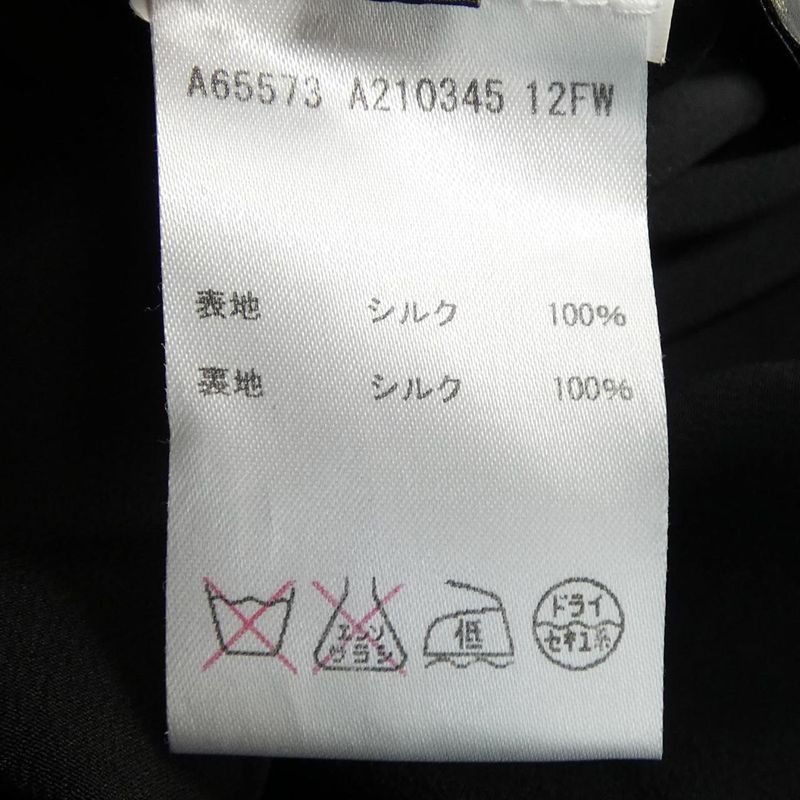 A65573 A210345 12FW
表地 シルク 100%
裏地 シルク 100%
エンソ
サラシ
低
ドライ
セキユ系